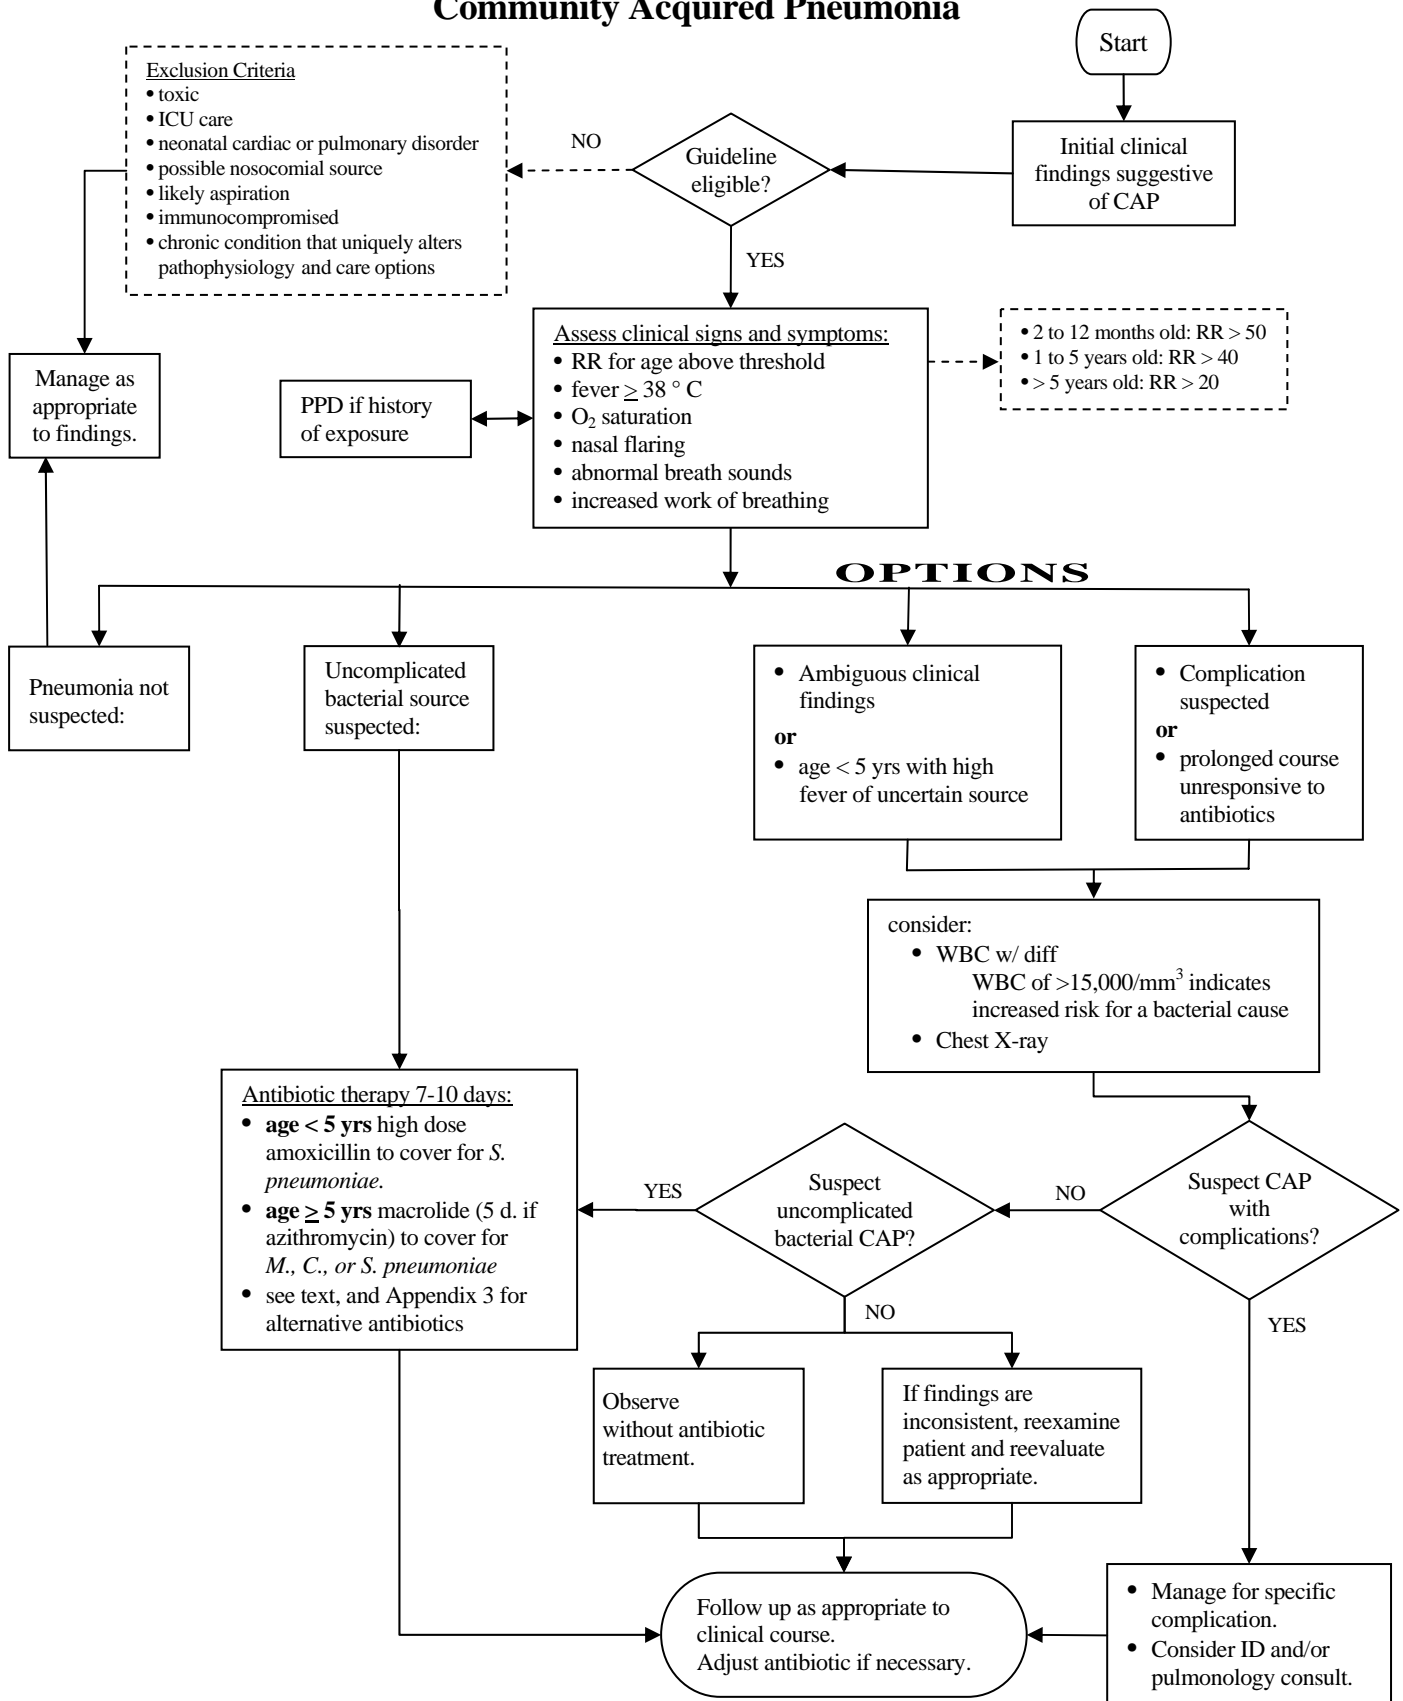 Community Acquired Pneumonia
Start
Initial clinical
findings suggestive
of CAP
Guideline
eligible?
NO
YES
Exclusion Criteria
• toxic
• ICU care
• neonatal cardiac or pulmonary disorder
• possible nosocomial source
• likely aspiration
• immunocompromised
• chronic condition that uniquely alters
pathophysiology and care options
Manage as
appropriate
to findings.
PPD if history
of exposure
Assess clinical signs and symptoms:
• RR for age above threshold
• fever ≥ 38 ° C
• O₂ saturation
• nasal flaring
• abnormal breath sounds
• increased work of breathing
• 2 to 12 months old: RR > 50
• 1 to 5 years old: RR > 40
• > 5 years old: RR > 20
OPTIONS
Pneumonia not
suspected:
Uncomplicated
bacterial source
suspected:
• Ambiguous clinical
findings
or
• age < 5 yrs with high
fever of uncertain source
• Complication
suspected
or
• prolonged course
unresponsive to
antibiotics
consider:
• WBC w/ diff
WBC of >15,000/mm³ indicates
increased risk for a bacterial cause
• Chest X-ray
Antibiotic therapy 7-10 days:
• age < 5 yrs high dose
amoxicillin to cover for S.
pneumoniae.
• age ≥ 5 yrs macrolide (5 d. if
azithromycin) to cover for
M., C., or S. pneumoniae
• see text, and Appendix 3 for
alternative antibiotics
YES
Suspect
uncomplicated
bacterial CAP?
NO
Suspect CAP
with
complications?
NO
YES
Observe
without antibiotic
treatment.
If findings are
inconsistent, reexamine
patient and reevaluate
as appropriate.
Follow up as appropriate to
clinical course.
Adjust antibiotic if necessary.
• Manage for specific
complication.
• Consider ID and/or
pulmonology consult.